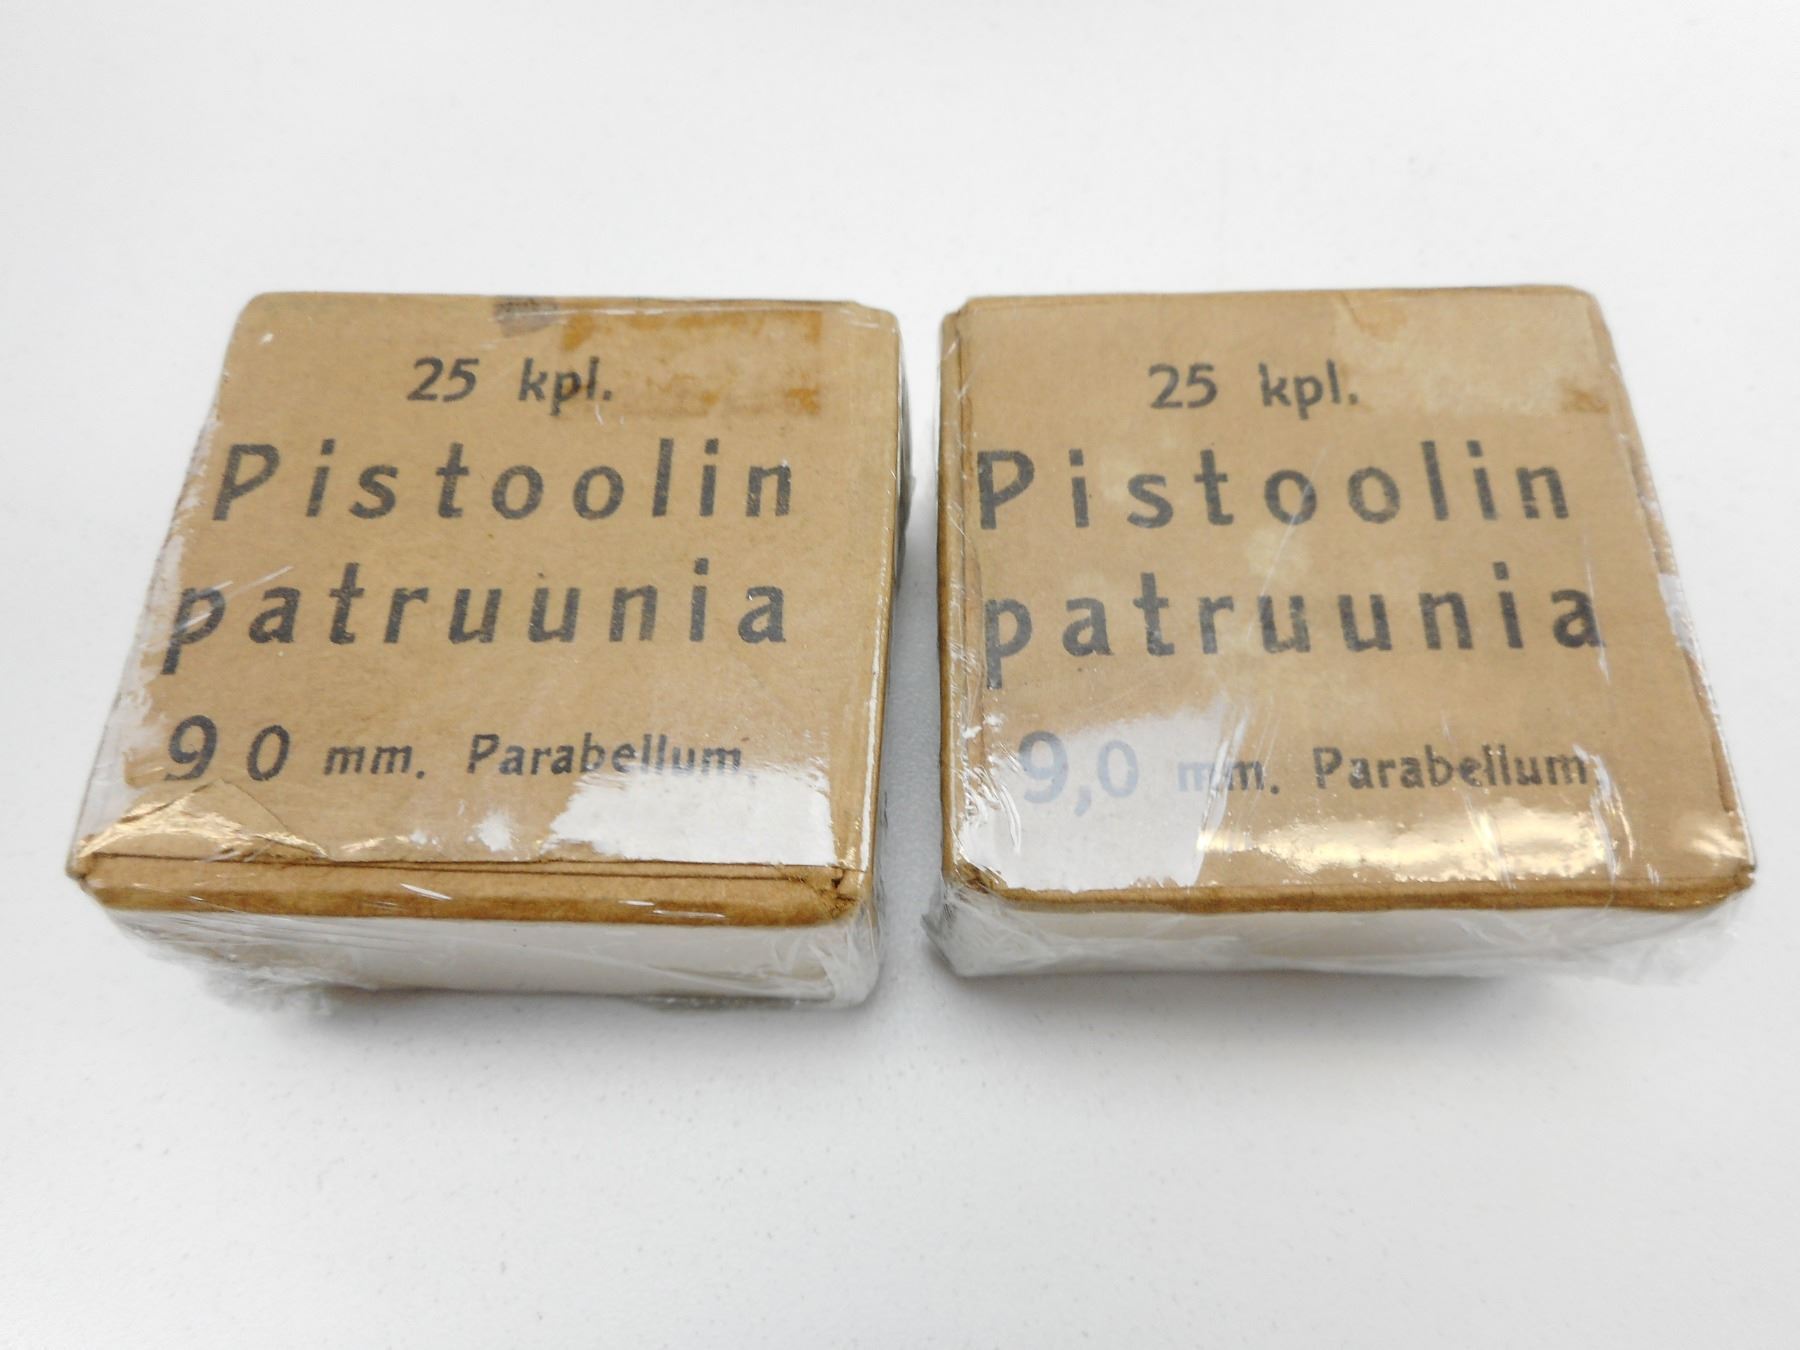 25 kpl.
Pistoolin
patruunia
9 0 mm. Parabellum.
25 kpl.
Pistoolin
patruunia
9,0 mm. Parabellum.